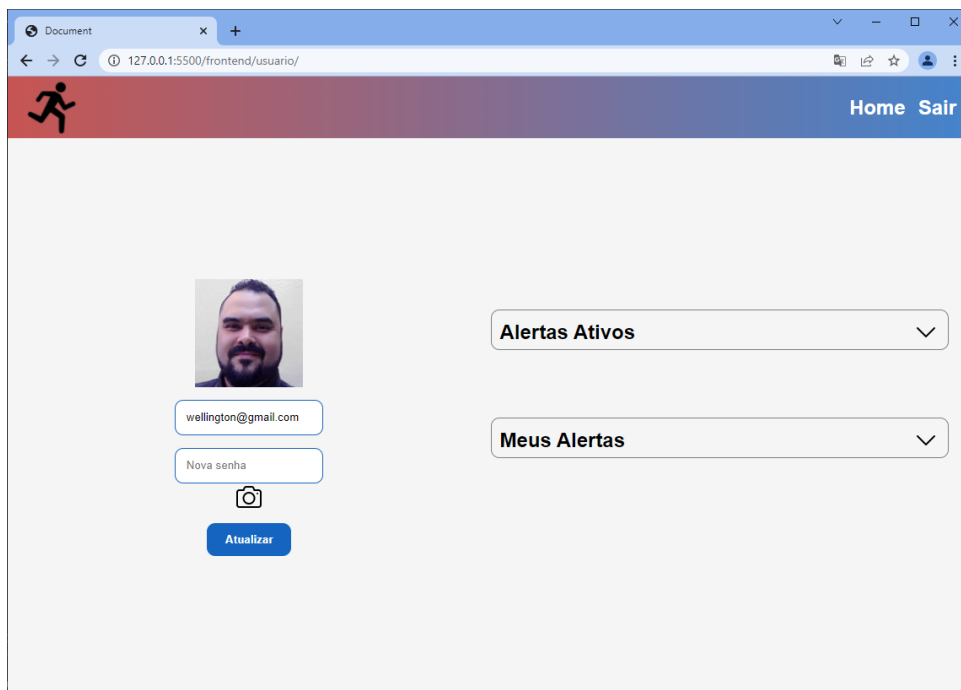 Document
127.0.0.1:5500/frontend/usuario/
Home Sair
wellington@gmail.com
Nova senha
Atualizar
Alertas Ativos
Meus Alertas